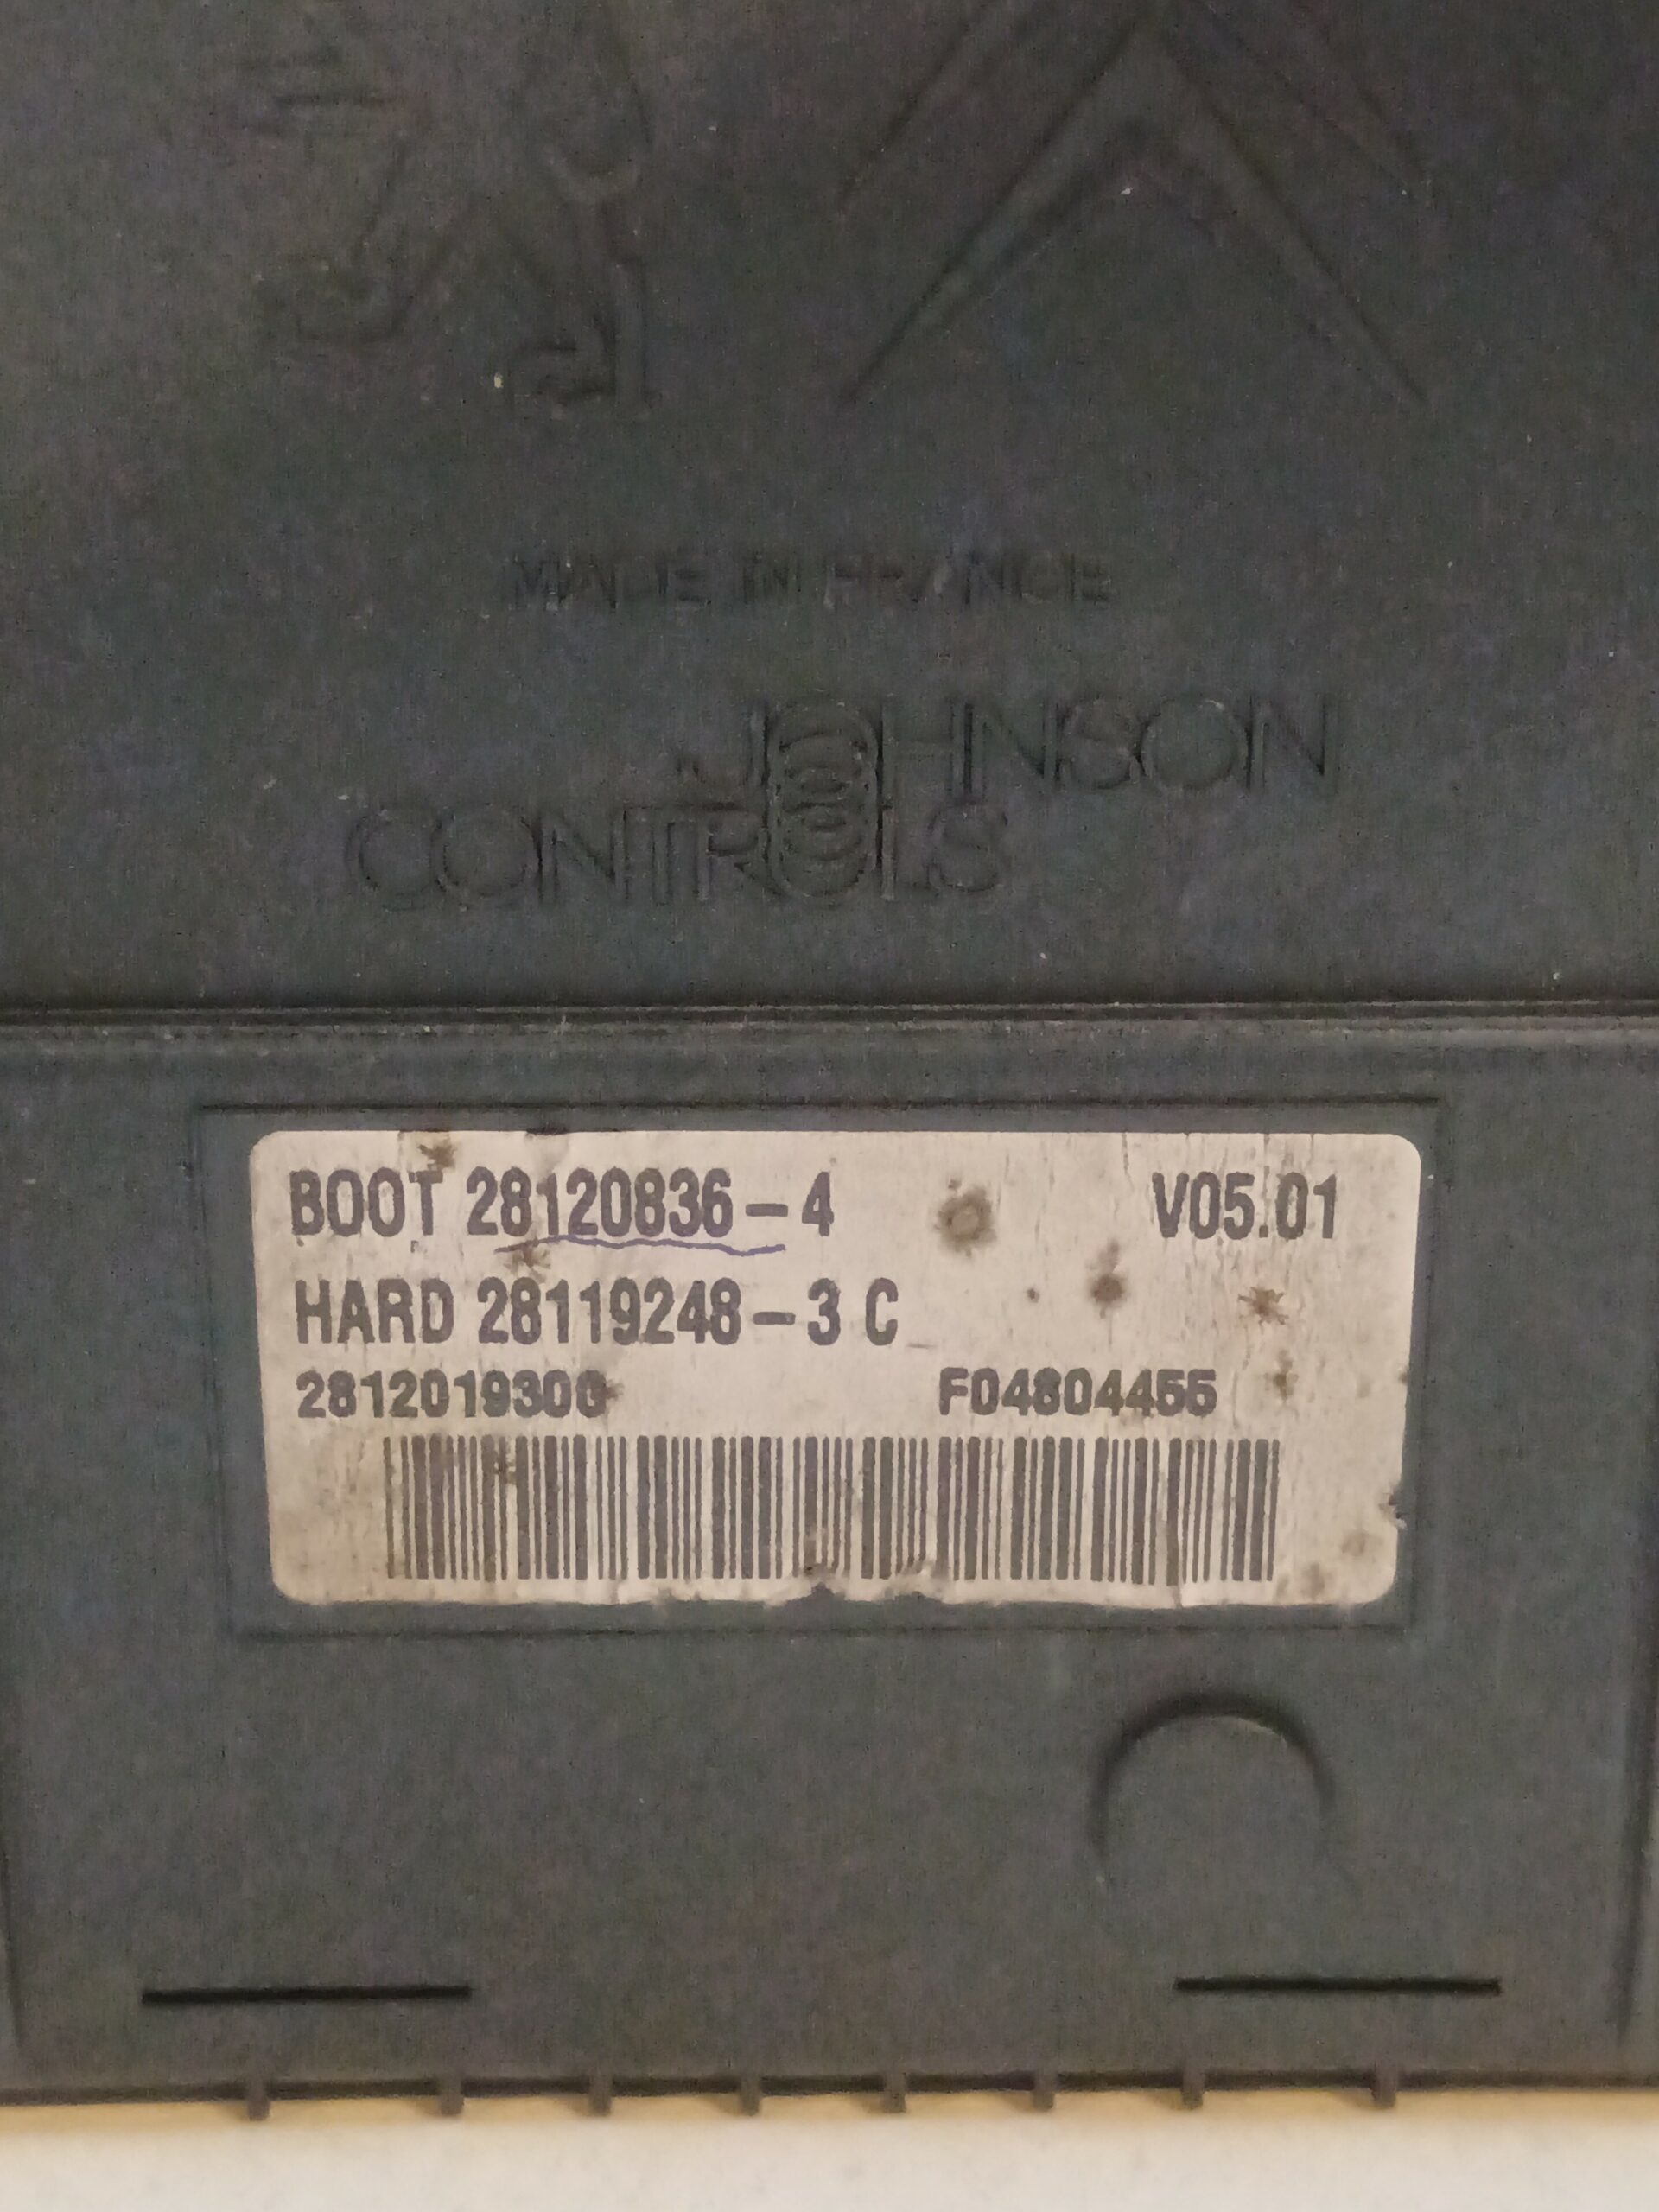 MADE IN FRANCE
JOHNSON
CONTROLS
BOOT 28120836-4 V05.01
HARD 28119248-3 C
2812019300 F04804455